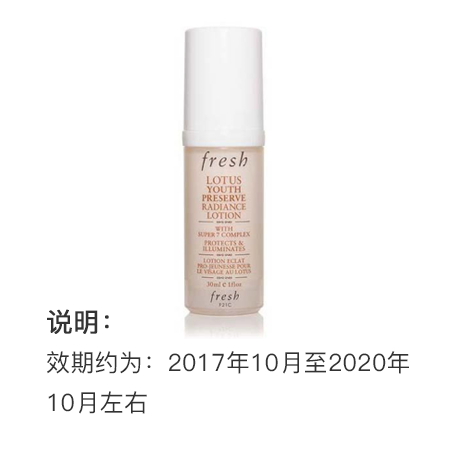 fresh
LOTUS
YOUTH
PRESERVE
RADIANCE
LOTION
WITH
SUPER 7 COMPLEX
PROTECTS &
ILLUMINATES
LOTION ECLAT
PRO-JEUNESSE POUR
LE VISAGE AU LOTUS
30ml e 1floz
fresh
说明：
效期约为：2017年10月至2020年
10月左右